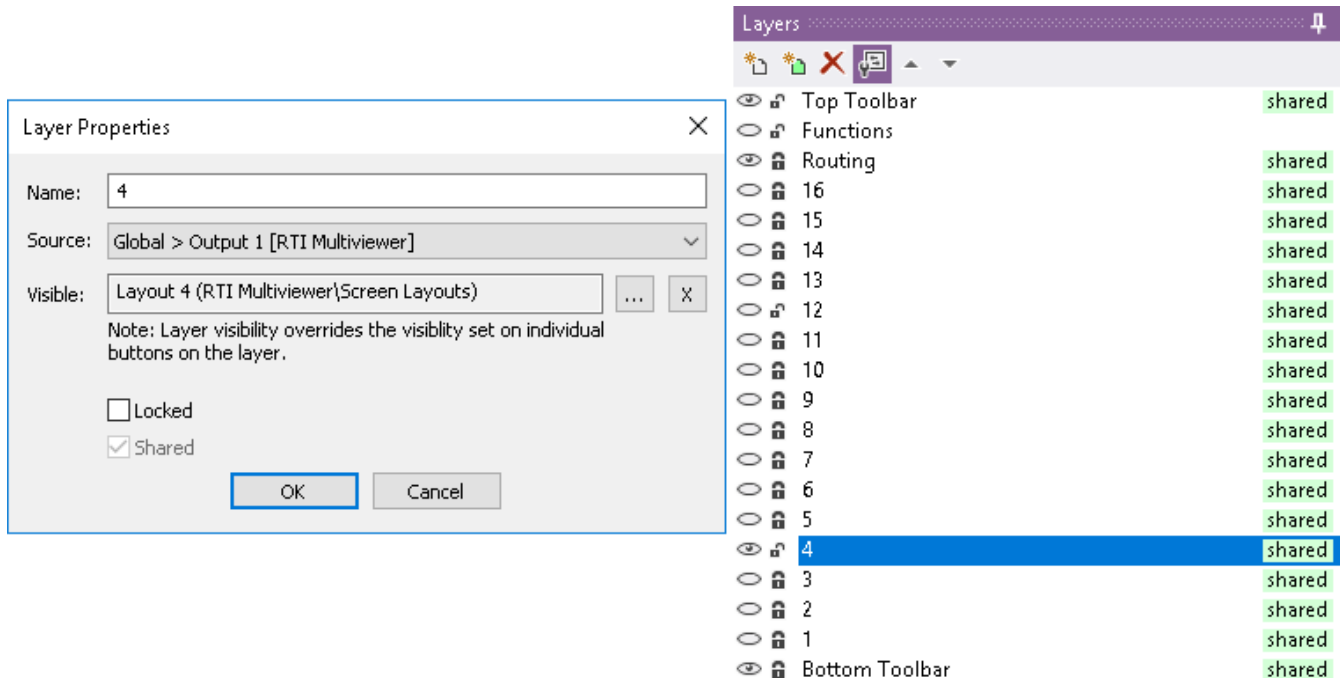 Layers
Top Toolbar shared
Functions
Routing shared
16 shared
15 shared
14 shared
13 shared
12 shared
11 shared
10 shared
9 shared
8 shared
7 shared
6 shared
5 shared
4 shared
3 shared
2 shared
1 shared
Bottom Toolbar shared
Layer Properties
Name: 4
Source: Global > Output 1 [RTI Multiviewer]
Visible: Layout 4 (RTI Multiviewer\Screen Layouts) ... X
Note: Layer visibility overrides the visiblity set on individual
buttons on the layer.
Locked
Shared
OK Cancel